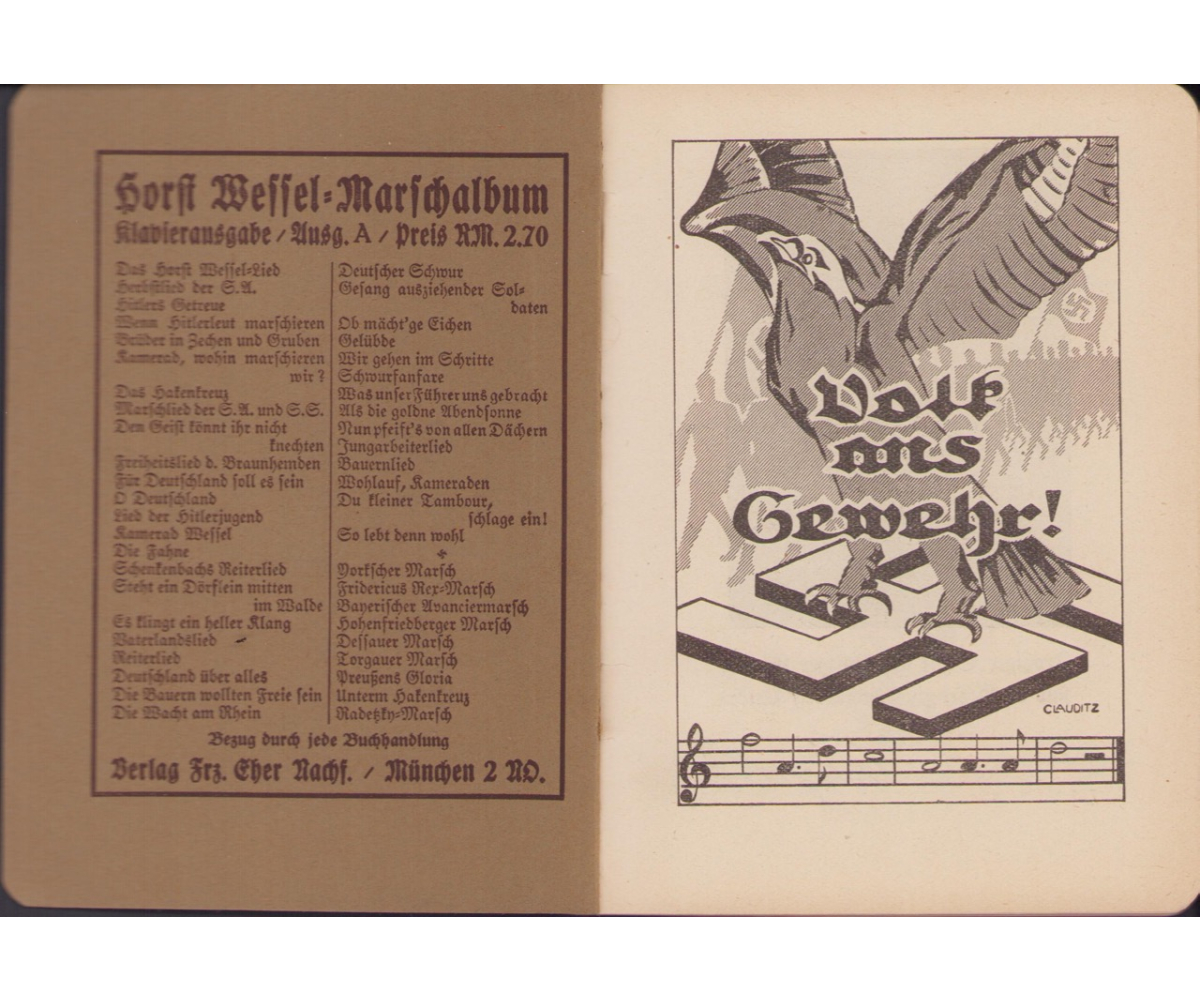 Horst Wessel-Marschalbum
Klavierausgabe / Ausg. A / Preis RM. 2.70
Das Horst Wessel-Lied
Herbstlied der S.A.
Hitlers Getreue
Wenn Hitlerleut marschieren
Brüder in Zechen und Gruben
Kamerad, wohin marschieren
wir?
Das Hakenkreuz
Marschlied der S.A. und S.S.
Den Geist könnt ihr nicht
knechten
Freiheitslied d. Braunhemden
Für Deutschland soll es sein
O Deutschland
Lied der Hitlerjugend
Kamerad Wessel
Die Fahne
Schenkenbachs Reiterlied
Steht ein Dörflein mitten
im Walde
Es klingt ein heller Klang
Vaterlandslied
Reiterlied
Deutschland über alles
Die Bauern wollten Freie sein
Die Wacht am Rhein
Deutscher Schwur
Gesang ausziehender Sol-
daten
Ob mächt'ge Eichen
Gelübde
Wir gehen im Schritte
Schwurfanfare
Was unser Führer uns gebracht
Als die goldne Abendsonne
Nun pfeift's von allen Dächern
Jungarbeiterlied
Bauernlied
Wohlauf, Kameraden
Du kleiner Tambour,
schlage ein!
So lebt denn wohl
Yorkscher Marsch
Fridericus Rex-Marsch
Bayerischer Avanciermarsch
Hohenfriedberger Marsch
Dessauer Marsch
Torgauer Marsch
Preußens Gloria
Unterm Hakenkreuz
Radetzky-Marsch
Bezug durch jede Buchhandlung
Verlag Frz. Eher Nachf. / München 2 NO.
Volk
ans
Gewehr!
CLAUDITZ